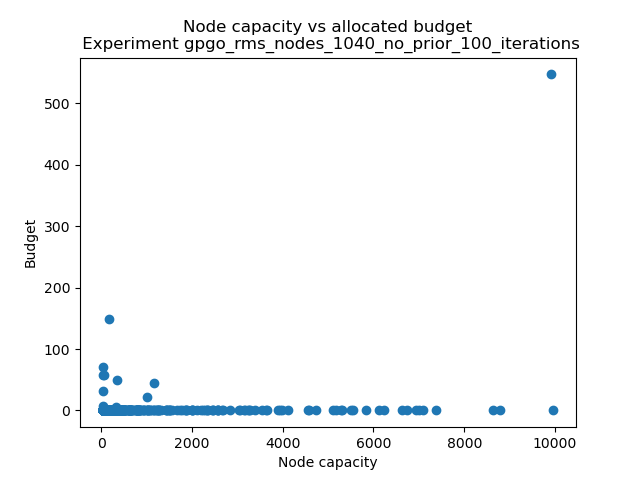 Node capacity vs allocated budget
Experiment gpgo_rms_nodes_1040_no_prior_100_iterations
500
400
300
200
100
0
Budget
0 2000 4000 6000 8000 10000
Node capacity